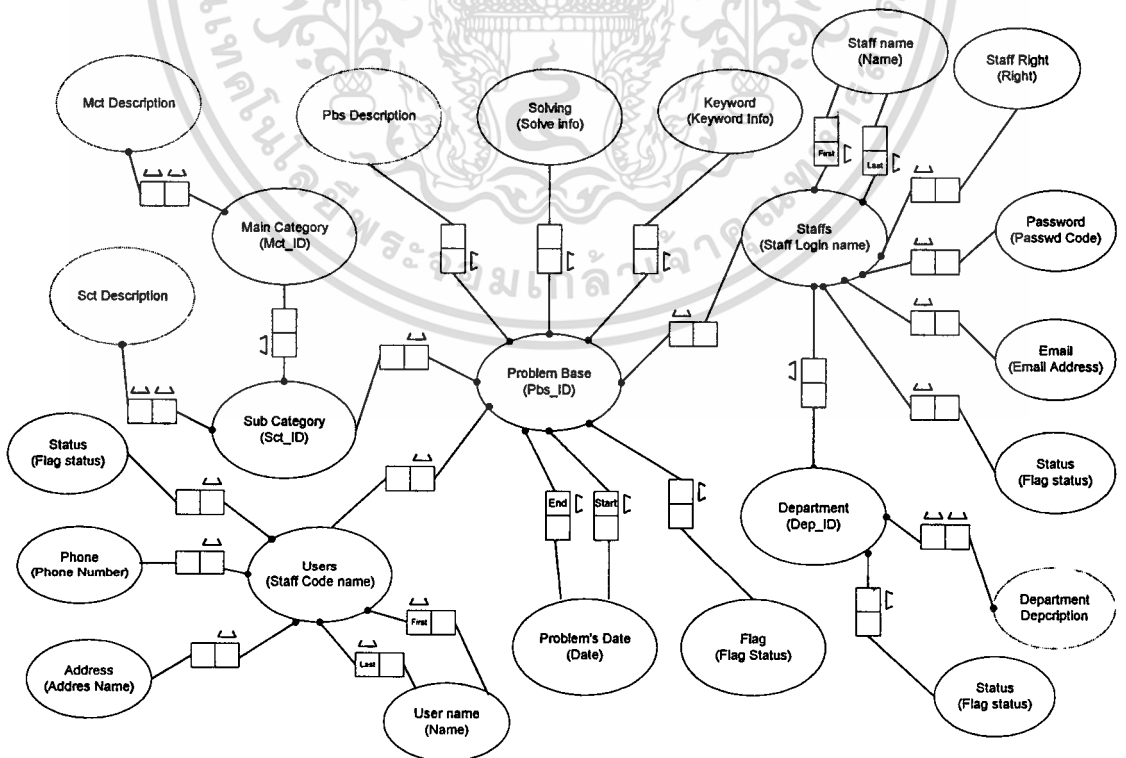 Staff name
(Name)
Staff Right
(Right)
Mct Description
Pbs Description
Solving
(Solve info)
Keyword
(Keyword Info)
First
Last
Main Category
(Mct_ID)
Staffs
(Staff Login name)
Password
(Passwd Code)
Sct Description
Problem Base
(Pbs_ID)
Email
(Email Address)
Sub Category
(Sct_ID)
Status
(Flag status)
Status
(Flag status)
End
Start
Department
(Dep_ID)
Phone
(Phone Number)
Users
(Staff Code name)
Department
Depcription
First
Problem's Date
(Date)
Flag
(Flag Status)
Address
(Addres Name)
Last
User name
(Name)
Status
(Flag status)